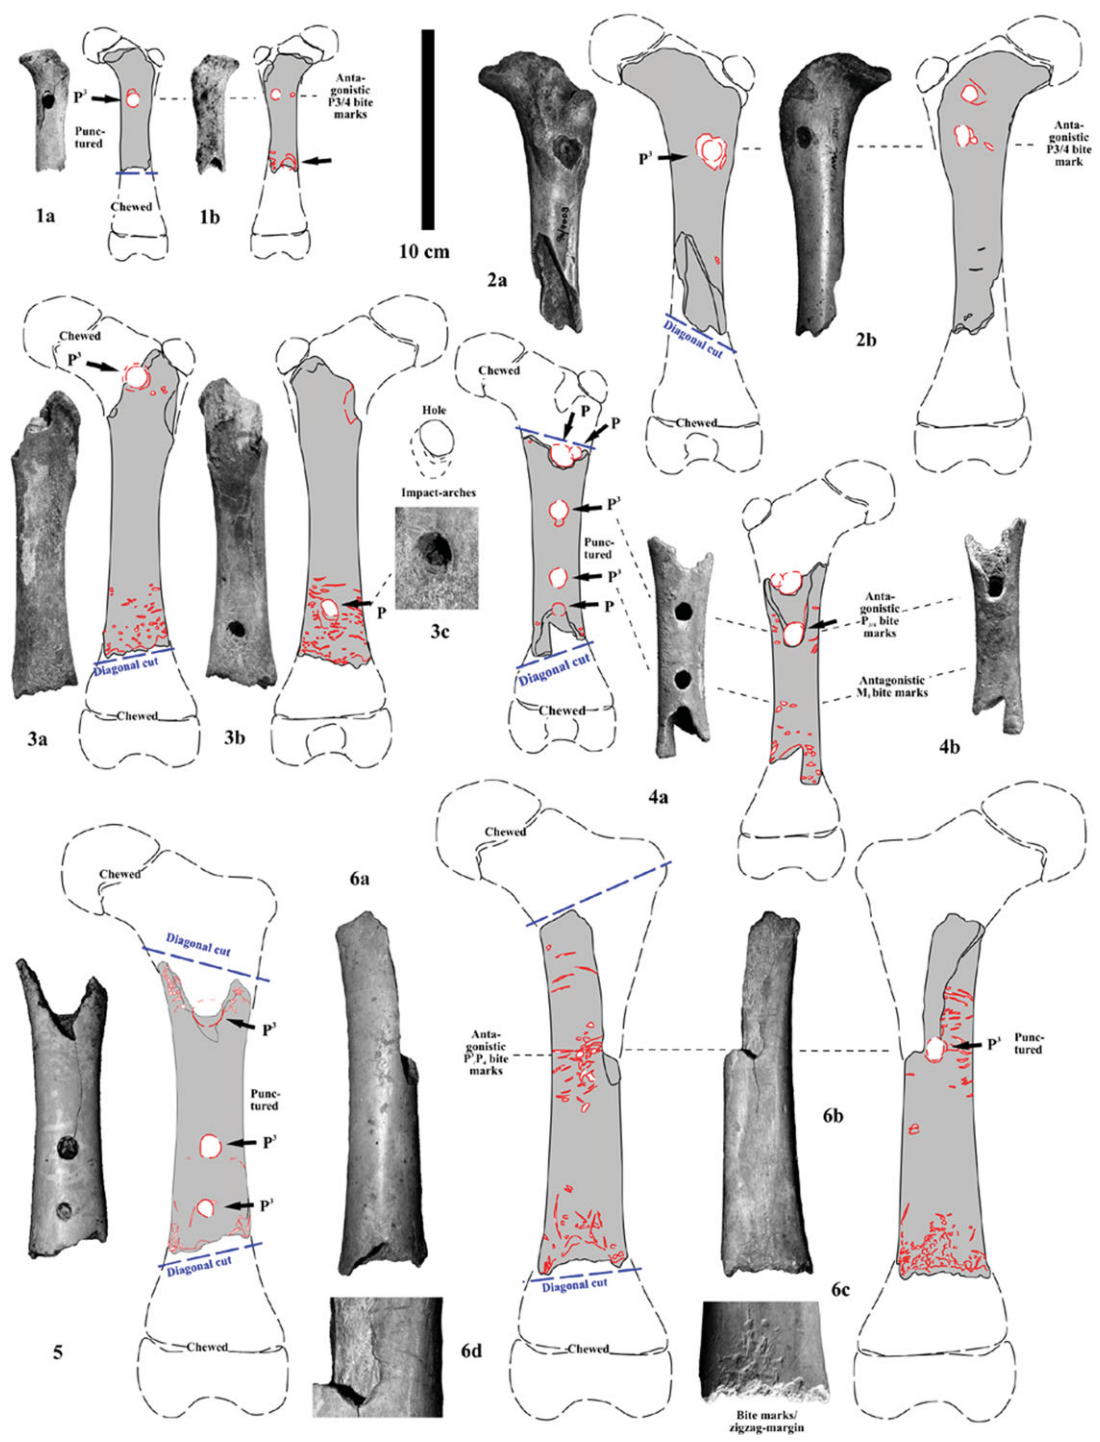 P³
Punc-
tured
Chewed
1a
1b
Anta-
gonistic
P3/4 bite
marks
10 cm
2a
P³
Diagonal cut
Chewed
2b
Anta-
gonistic
P3/4 bite
mark
Chewed
P³
Diagonal cut
Chewed
3a
3b
P
Hole
Impact-arches
3c
Chewed
P
P
P³
Punc-
tured
P³
P
Diagonal cut
Chewed
4a
Anta-
gonistic
P3/4 bite
marks
Antagonistic
bite marks
4b
Chewed
Diagonal cut
P³
Punc-
tured
P³
P³
Diagonal cut
Chewed
5
6a
6d
Chewed
Anta-
gonistic
bite
marks
Diagonal cut
Chewed
6b
6c
Bite marks/
zigzag-margin
P³
Punc-
tured